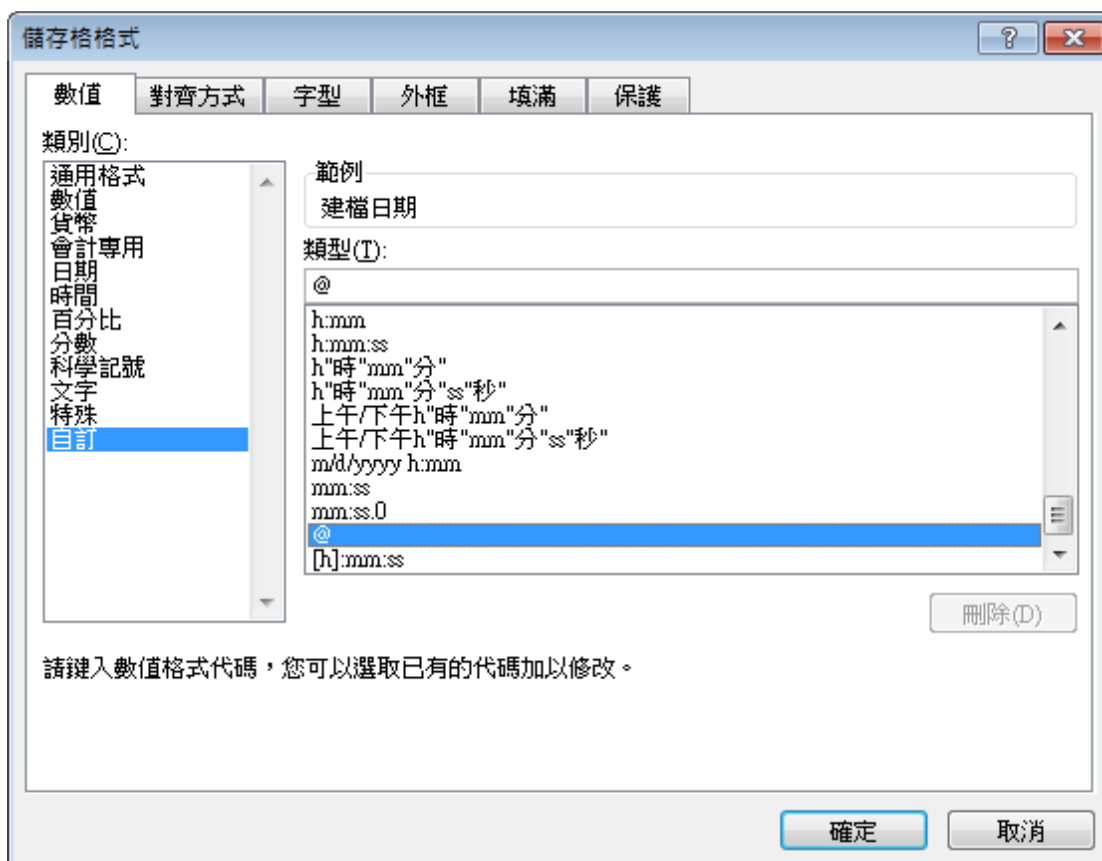 儲存格格式
數值 對齊方式 字型 外框 填滿 保護
類別(C):
通用格式
數值
貨幣
會計專用
日期
時間
百分比
分數
科學記號
文字
特殊
自訂
範例
建檔日期
類型(T):
@
h:mm
h:mm:ss
h"時"mm"分"
h"時"mm"分"ss"秒"
上午/下午h"時"mm"分"
上午/下午h"時"mm"分"ss"秒"
m/d/yyyy h:mm
mm:ss
mm:ss.0
@
[h]:mm:ss
刪除(D)
請鍵入數值格式代碼，您可以選取已有的代碼加以修改。
確定 取消